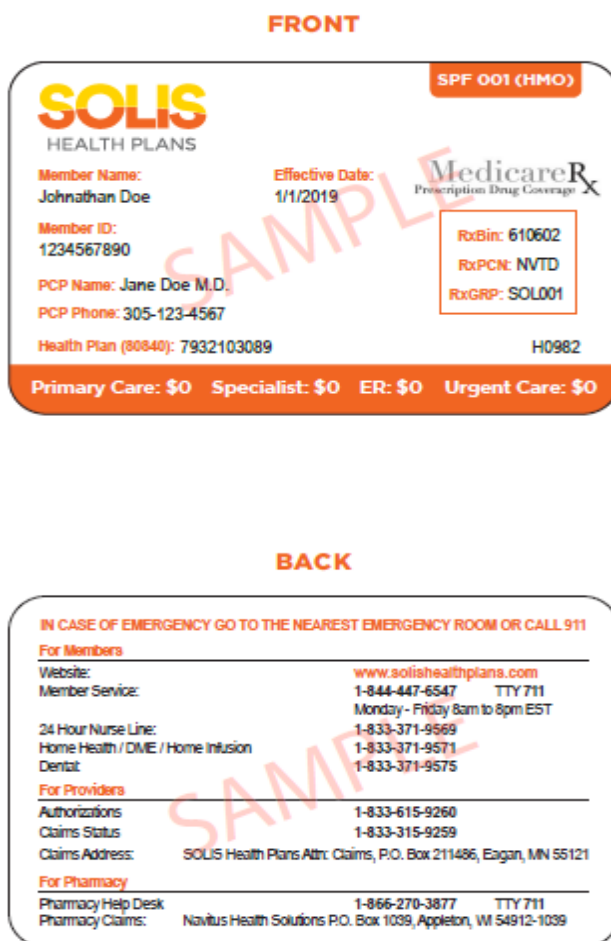 FRONT
SPF 001 (HMO)
SOLIS
HEALTH PLANS
Member Name: Effective Date:
Johnathan Doe 1/1/2019
MedicareRx
Prescription Drug Coverage
Member ID:
1234567890
RxBin: 610602
RxPCN: NVTD
RxGRP: SOL001
PCP Name: Jane Doe M.D.
PCP Phone: 305-123-4567
Health Plan (80840): 7932103089 H0982
SAMPLE
Primary Care: $0 Specialist: $0 ER: $0 Urgent Care: $0
BACK
IN CASE OF EMERGENCY GO TO THE NEAREST EMERGENCY ROOM OR CALL 911
For Members
Website: www.solishealthplans.com
Member Service: 1-844-447-6547 TTY 711
Monday - Friday 8am to 8pm EST
24 Hour Nurse Line: 1-833-371-9569
Home Health / DME / Home Infusion 1-833-371-9571
Dental: 1-833-371-9575
For Providers
Authorizations 1-833-615-9260
Claims Status 1-833-315-9259
Claims Address: SOLIS Health Plans Attn: Claims, P.O. Box 211486, Eagan, MN 55121
For Pharmacy
Pharmacy Help Desk 1-866-270-3877 TTY 711
Pharmacy Claims: Navitus Health Solutions P.O. Box 1039, Appleton, WI 54912-1039
SAMPLE